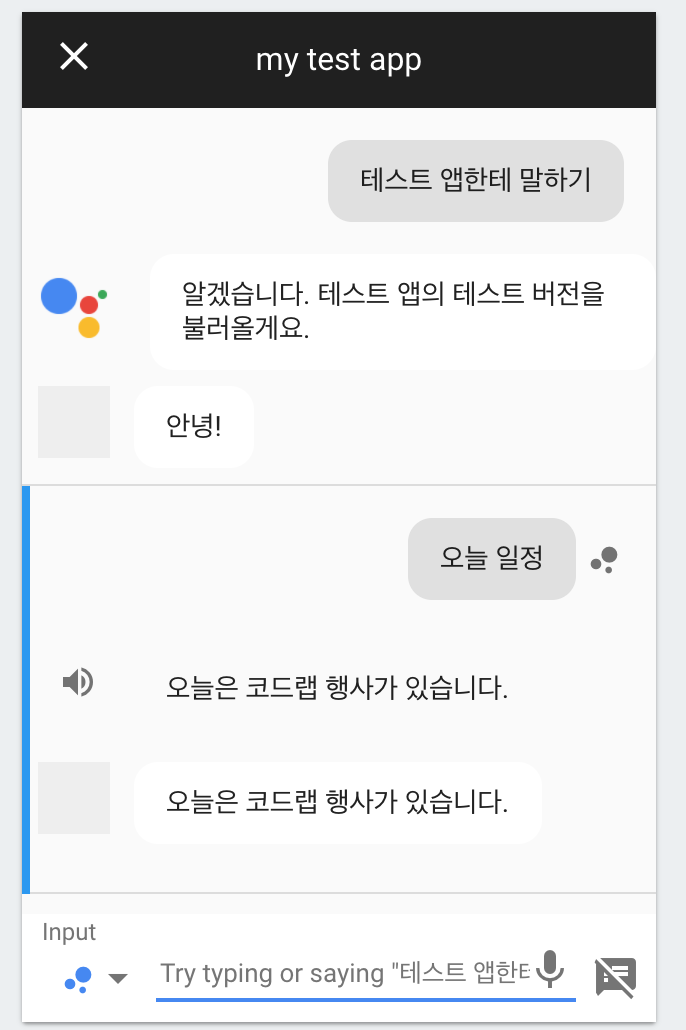 my test app
테스트 앱한테 말하기
알겠습니다. 테스트 앱의 테스트 버전을
불러올게요.
안녕!
오늘 일정
오늘은 코드랩 행사가 있습니다.
오늘은 코드랩 행사가 있습니다.
Input
Try typing or saying "테스트 앱한